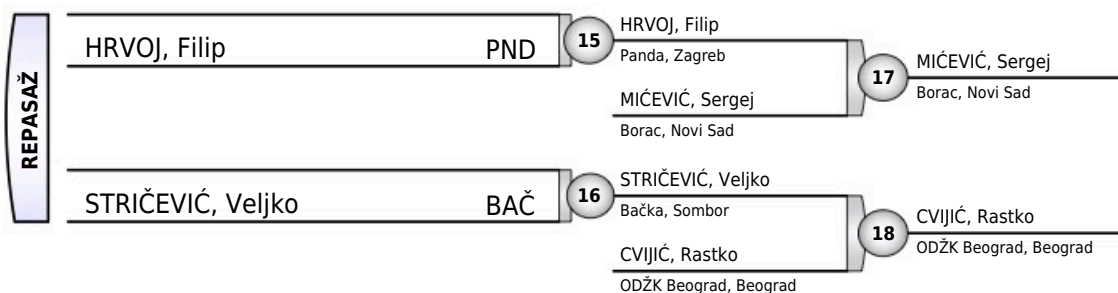 REPASAŽ
HRVOJ, Filip PND
15
HRVOJ, Filip
Panda, Zagreb
MIĆEVIĆ, Sergej
Borac, Novi Sad
17
MIĆEVIĆ, Sergej
Borac, Novi Sad
STRIČEVIĆ, Veljko BAČ
16
STRIČEVIĆ, Veljko
Bačka, Sombor
CVIJIĆ, Rastko
ODŽK Beograd, Beograd
18
CVIJIĆ, Rastko
ODŽK Beograd, Beograd